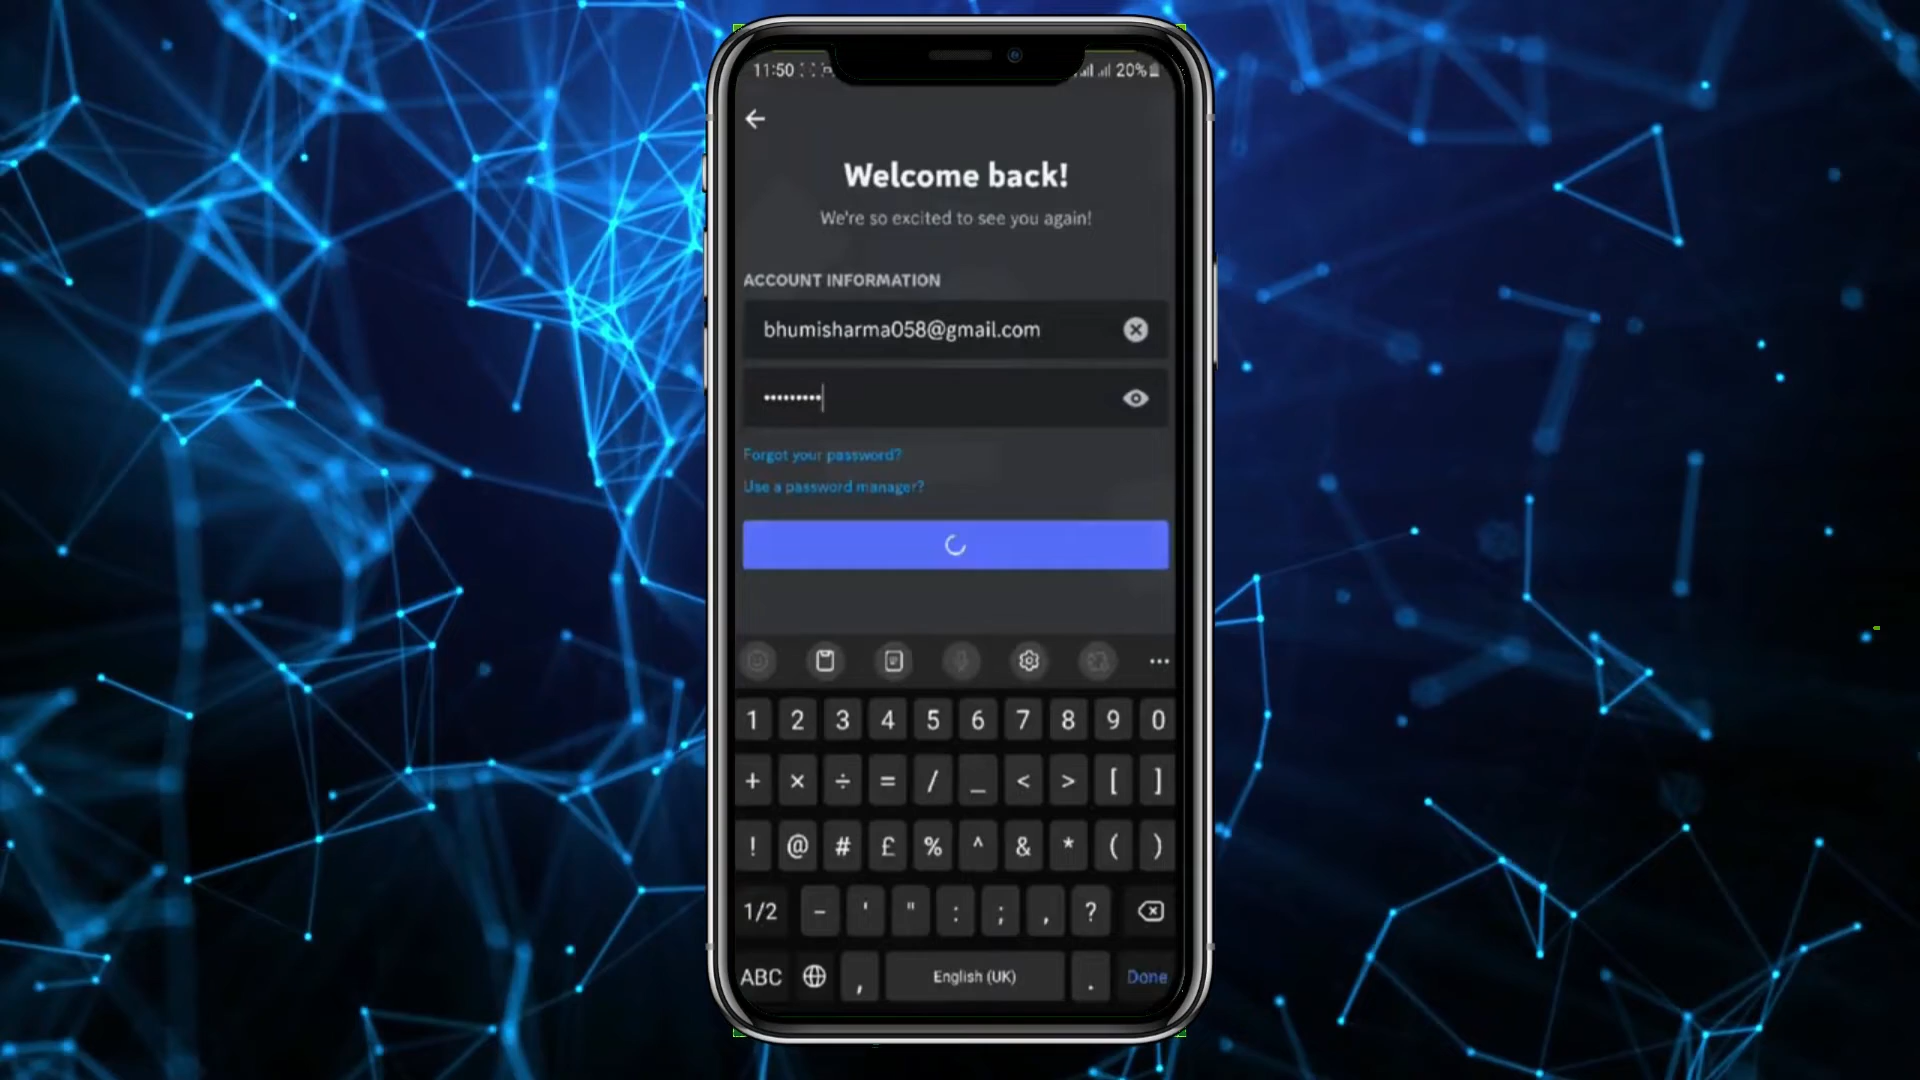 11:50
20%
Welcome back!
We're so excited to see you again!
ACCOUNT INFORMATION
bhumisharma058@gmail.com
•••••••••
Forgot your password?
Use a password manager?
1 2 3 4 5 6 7 8 9 0
+ × ÷ = / _ < > [ ]
! @ # £ % ^ & * ( )
1/2 - ' " : ; , ?
ABC , English (UK) . Done